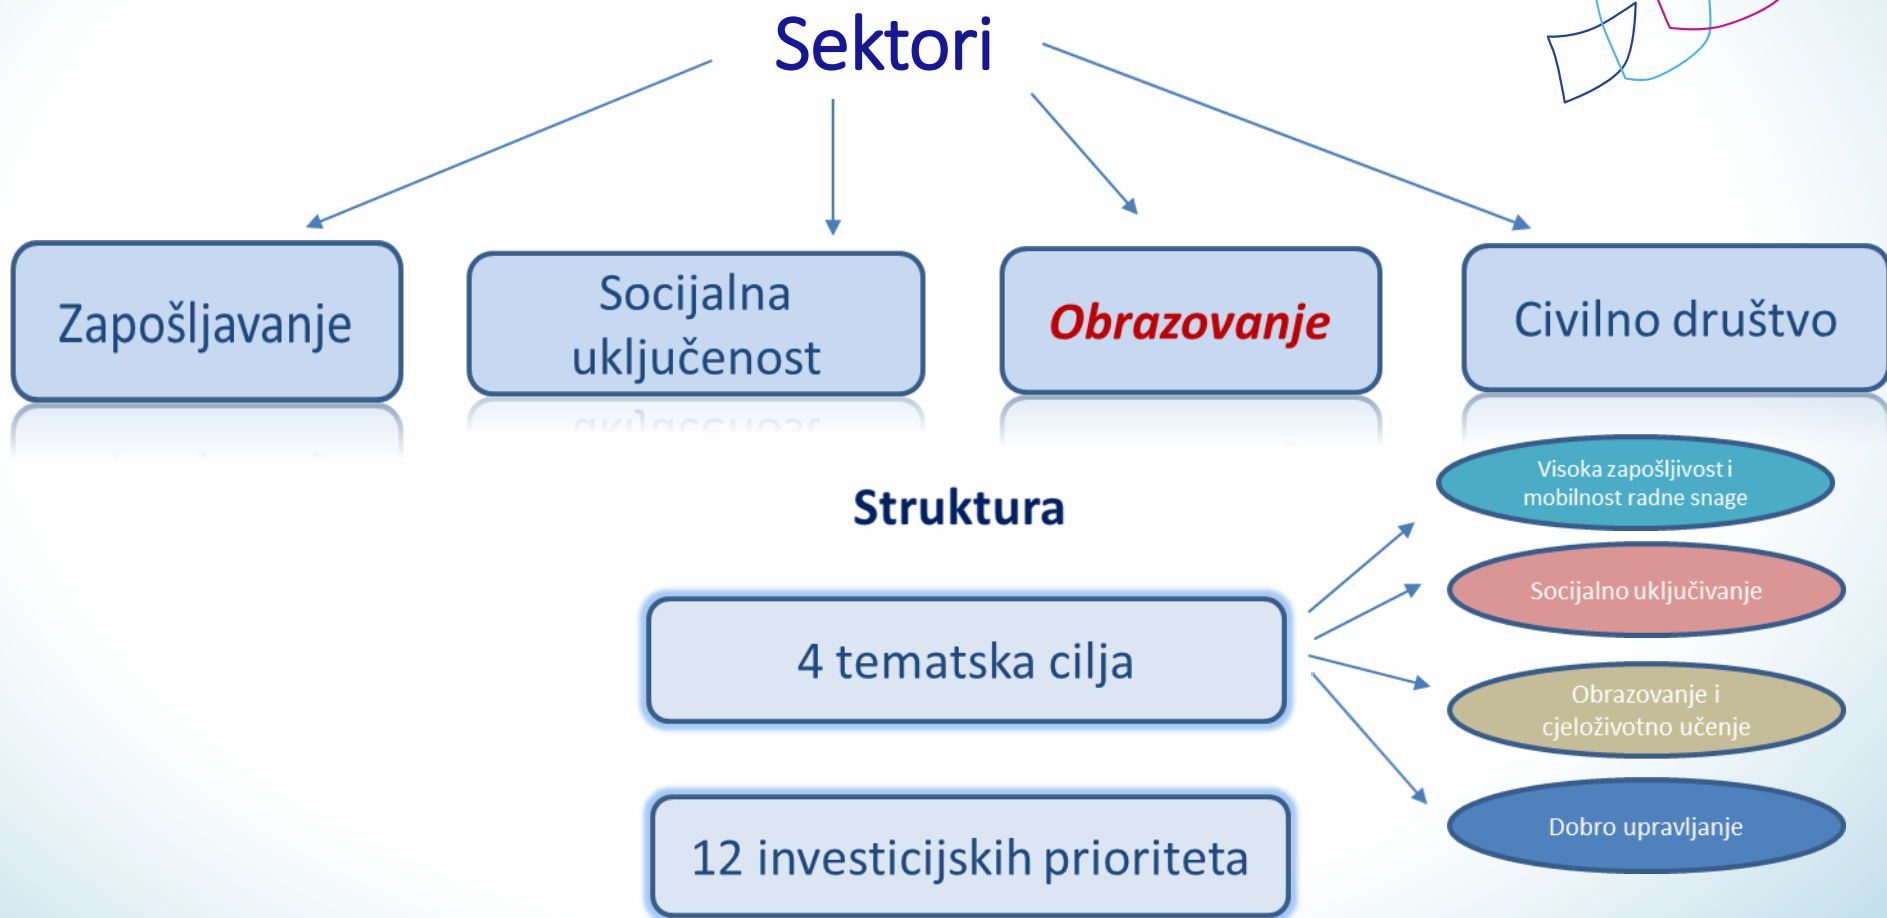 Sektori
Zapošljavanje
Socijalna
uključenost
Obrazovanje
Civilno društvo
Struktura
4 tematska cilja
12 investicijskih prioriteta
Visoka zapošljivost i
mobilnost radne snage
Socijalno uključivanje
Obrazovanje i
cjeloživotno učenje
Dobro upravljanje